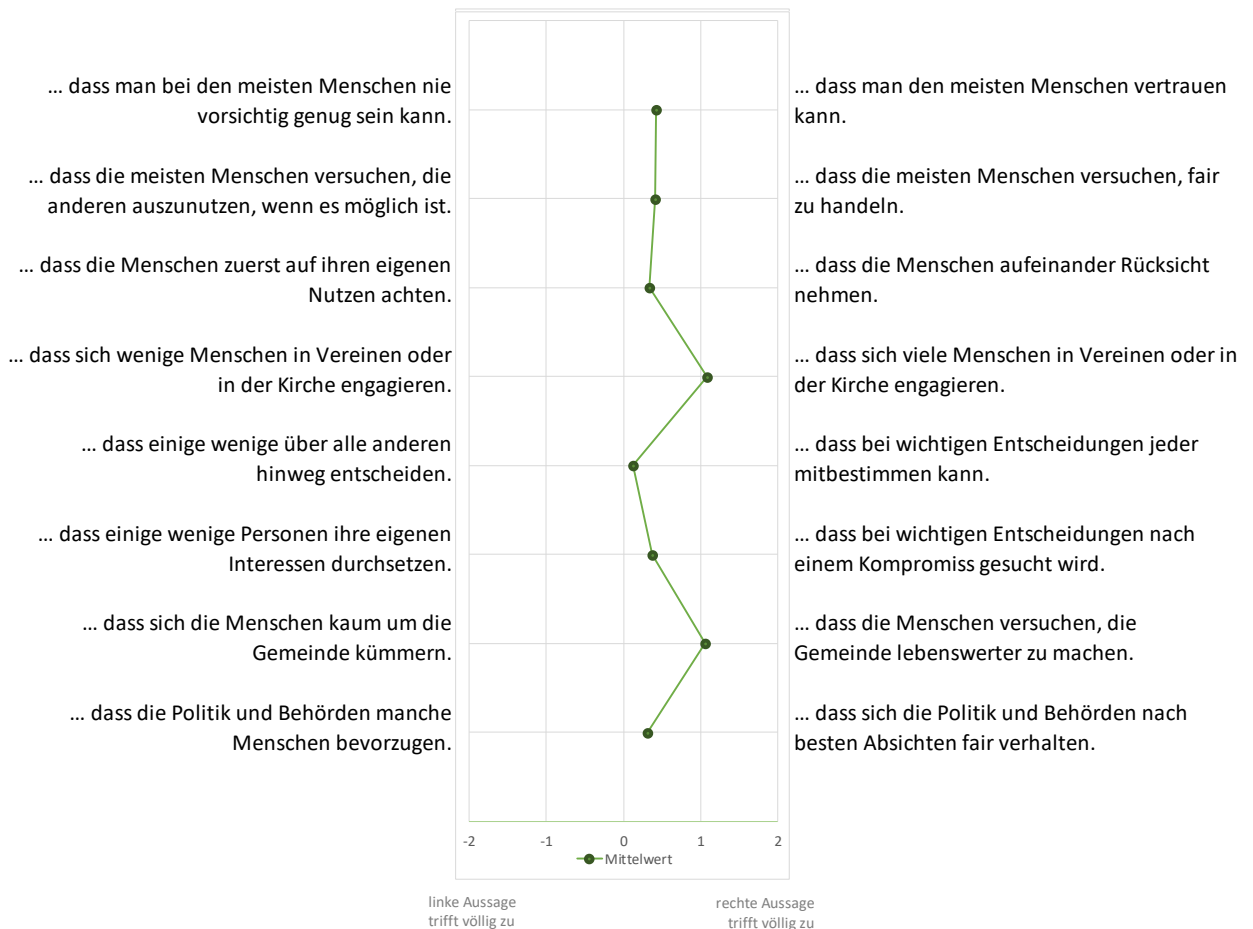 ... dass man bei den meisten Menschen nie
vorsichtig genug sein kann.
... dass man den meisten Menschen vertrauen
kann.
... dass die meisten Menschen versuchen, die
anderen auszunutzen, wenn es möglich ist.
... dass die meisten Menschen versuchen, fair
zu handeln.
... dass die Menschen zuerst auf ihren eigenen
Nutzen achten.
... dass die Menschen aufeinander Rücksicht
nehmen.
... dass sich wenige Menschen in Vereinen oder
in der Kirche engagieren.
... dass sich viele Menschen in Vereinen oder in
der Kirche engagieren.
... dass einige wenige über alle anderen
hinweg entscheiden.
... dass bei wichtigen Entscheidungen jeder
mitbestimmen kann.
... dass einige wenige Personen ihre eigenen
Interessen durchsetzen.
... dass bei wichtigen Entscheidungen nach
einem Kompromiss gesucht wird.
... dass sich die Menschen kaum um die
Gemeinde kümmern.
... dass die Menschen versuchen, die
Gemeinde lebenswerter zu machen.
... dass die Politik und Behörden manche
Menschen bevorzugen.
... dass sich die Politik und Behörden nach
besten Absichten fair verhalten.
-2 -1 0 1 2
Mittelwert
linke Aussage
trifft völlig zu
rechte Aussage
trifft völlig zu